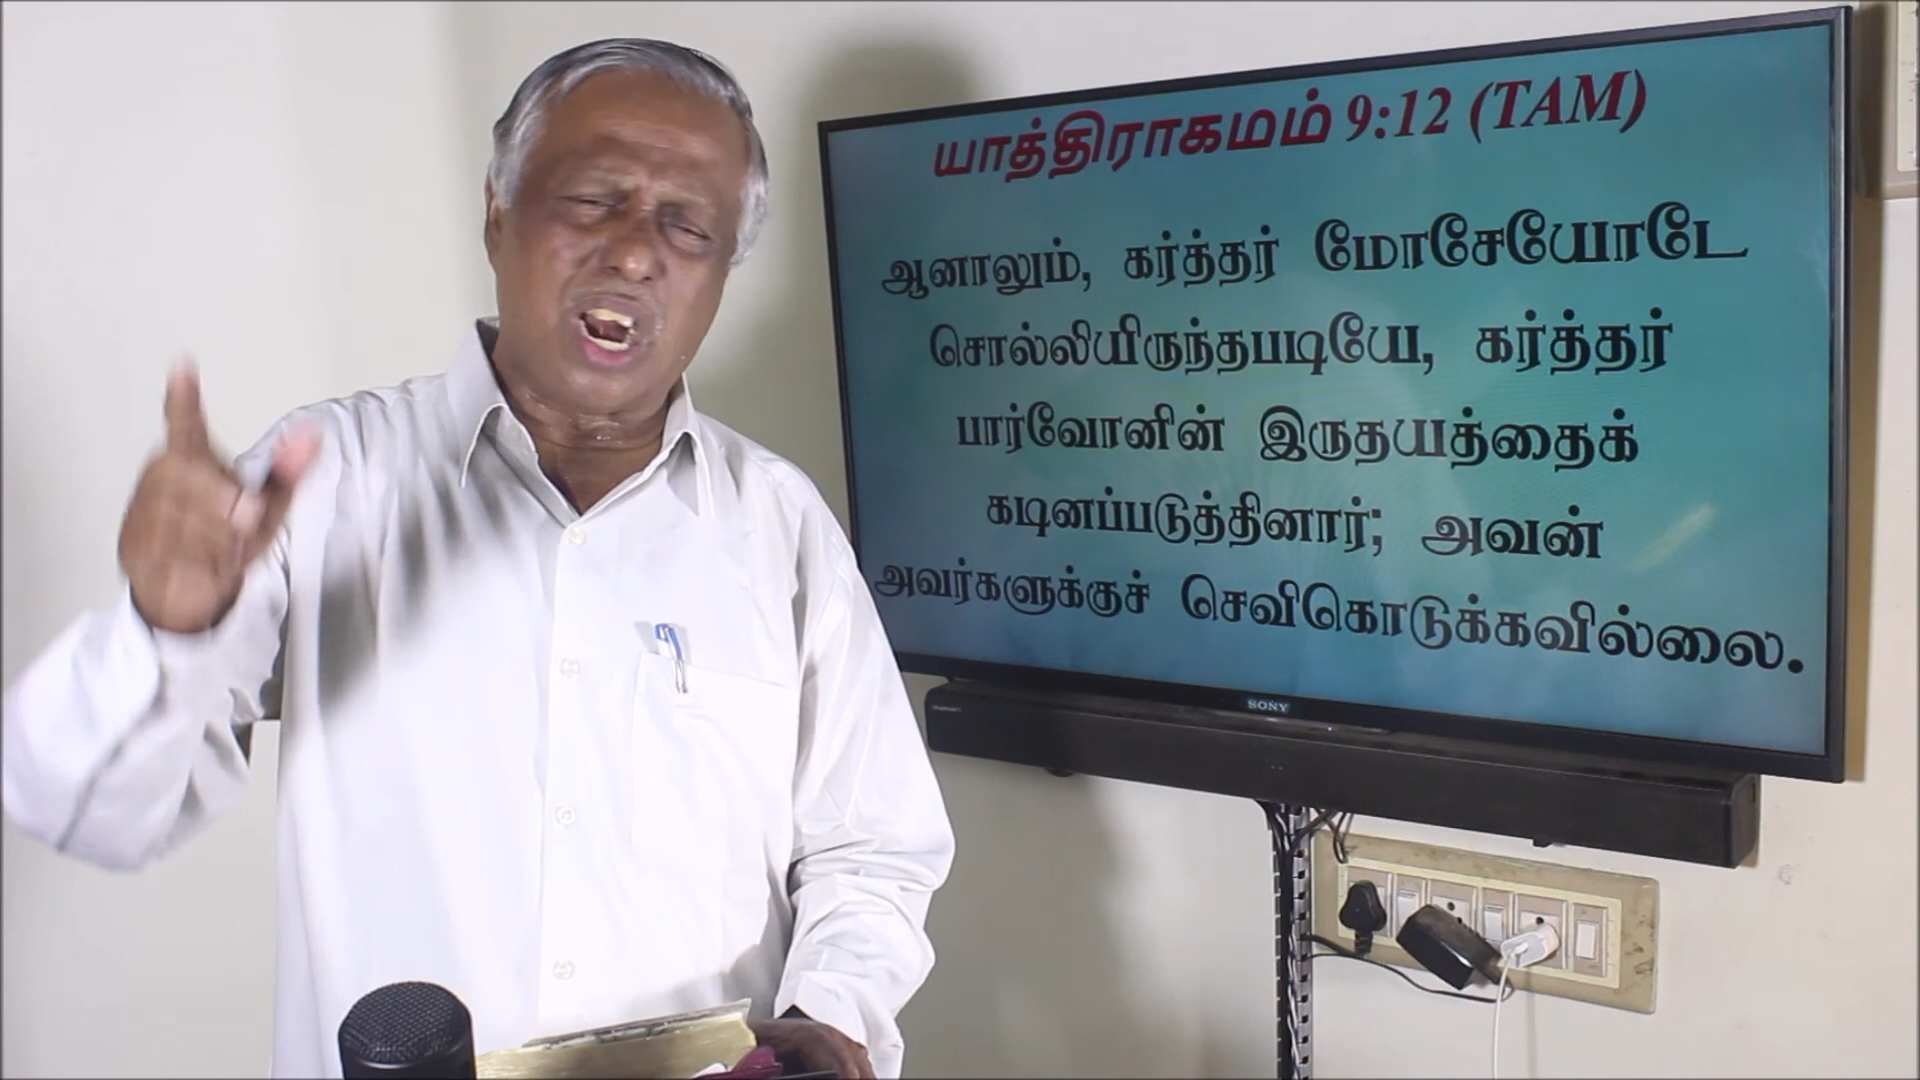 யாத்திராகமம் 9:12 (TAM)
ஆனாலும், கர்த்தர் மோசேயோடே
சொல்லியிருந்தபடியே, கர்த்தர்
பார்வோனின் இருதயத்தைக்
கடினப்படுத்தினார்; அவன்
அவர்களுக்குச் செவிகொடுக்கவில்லை.
SONY